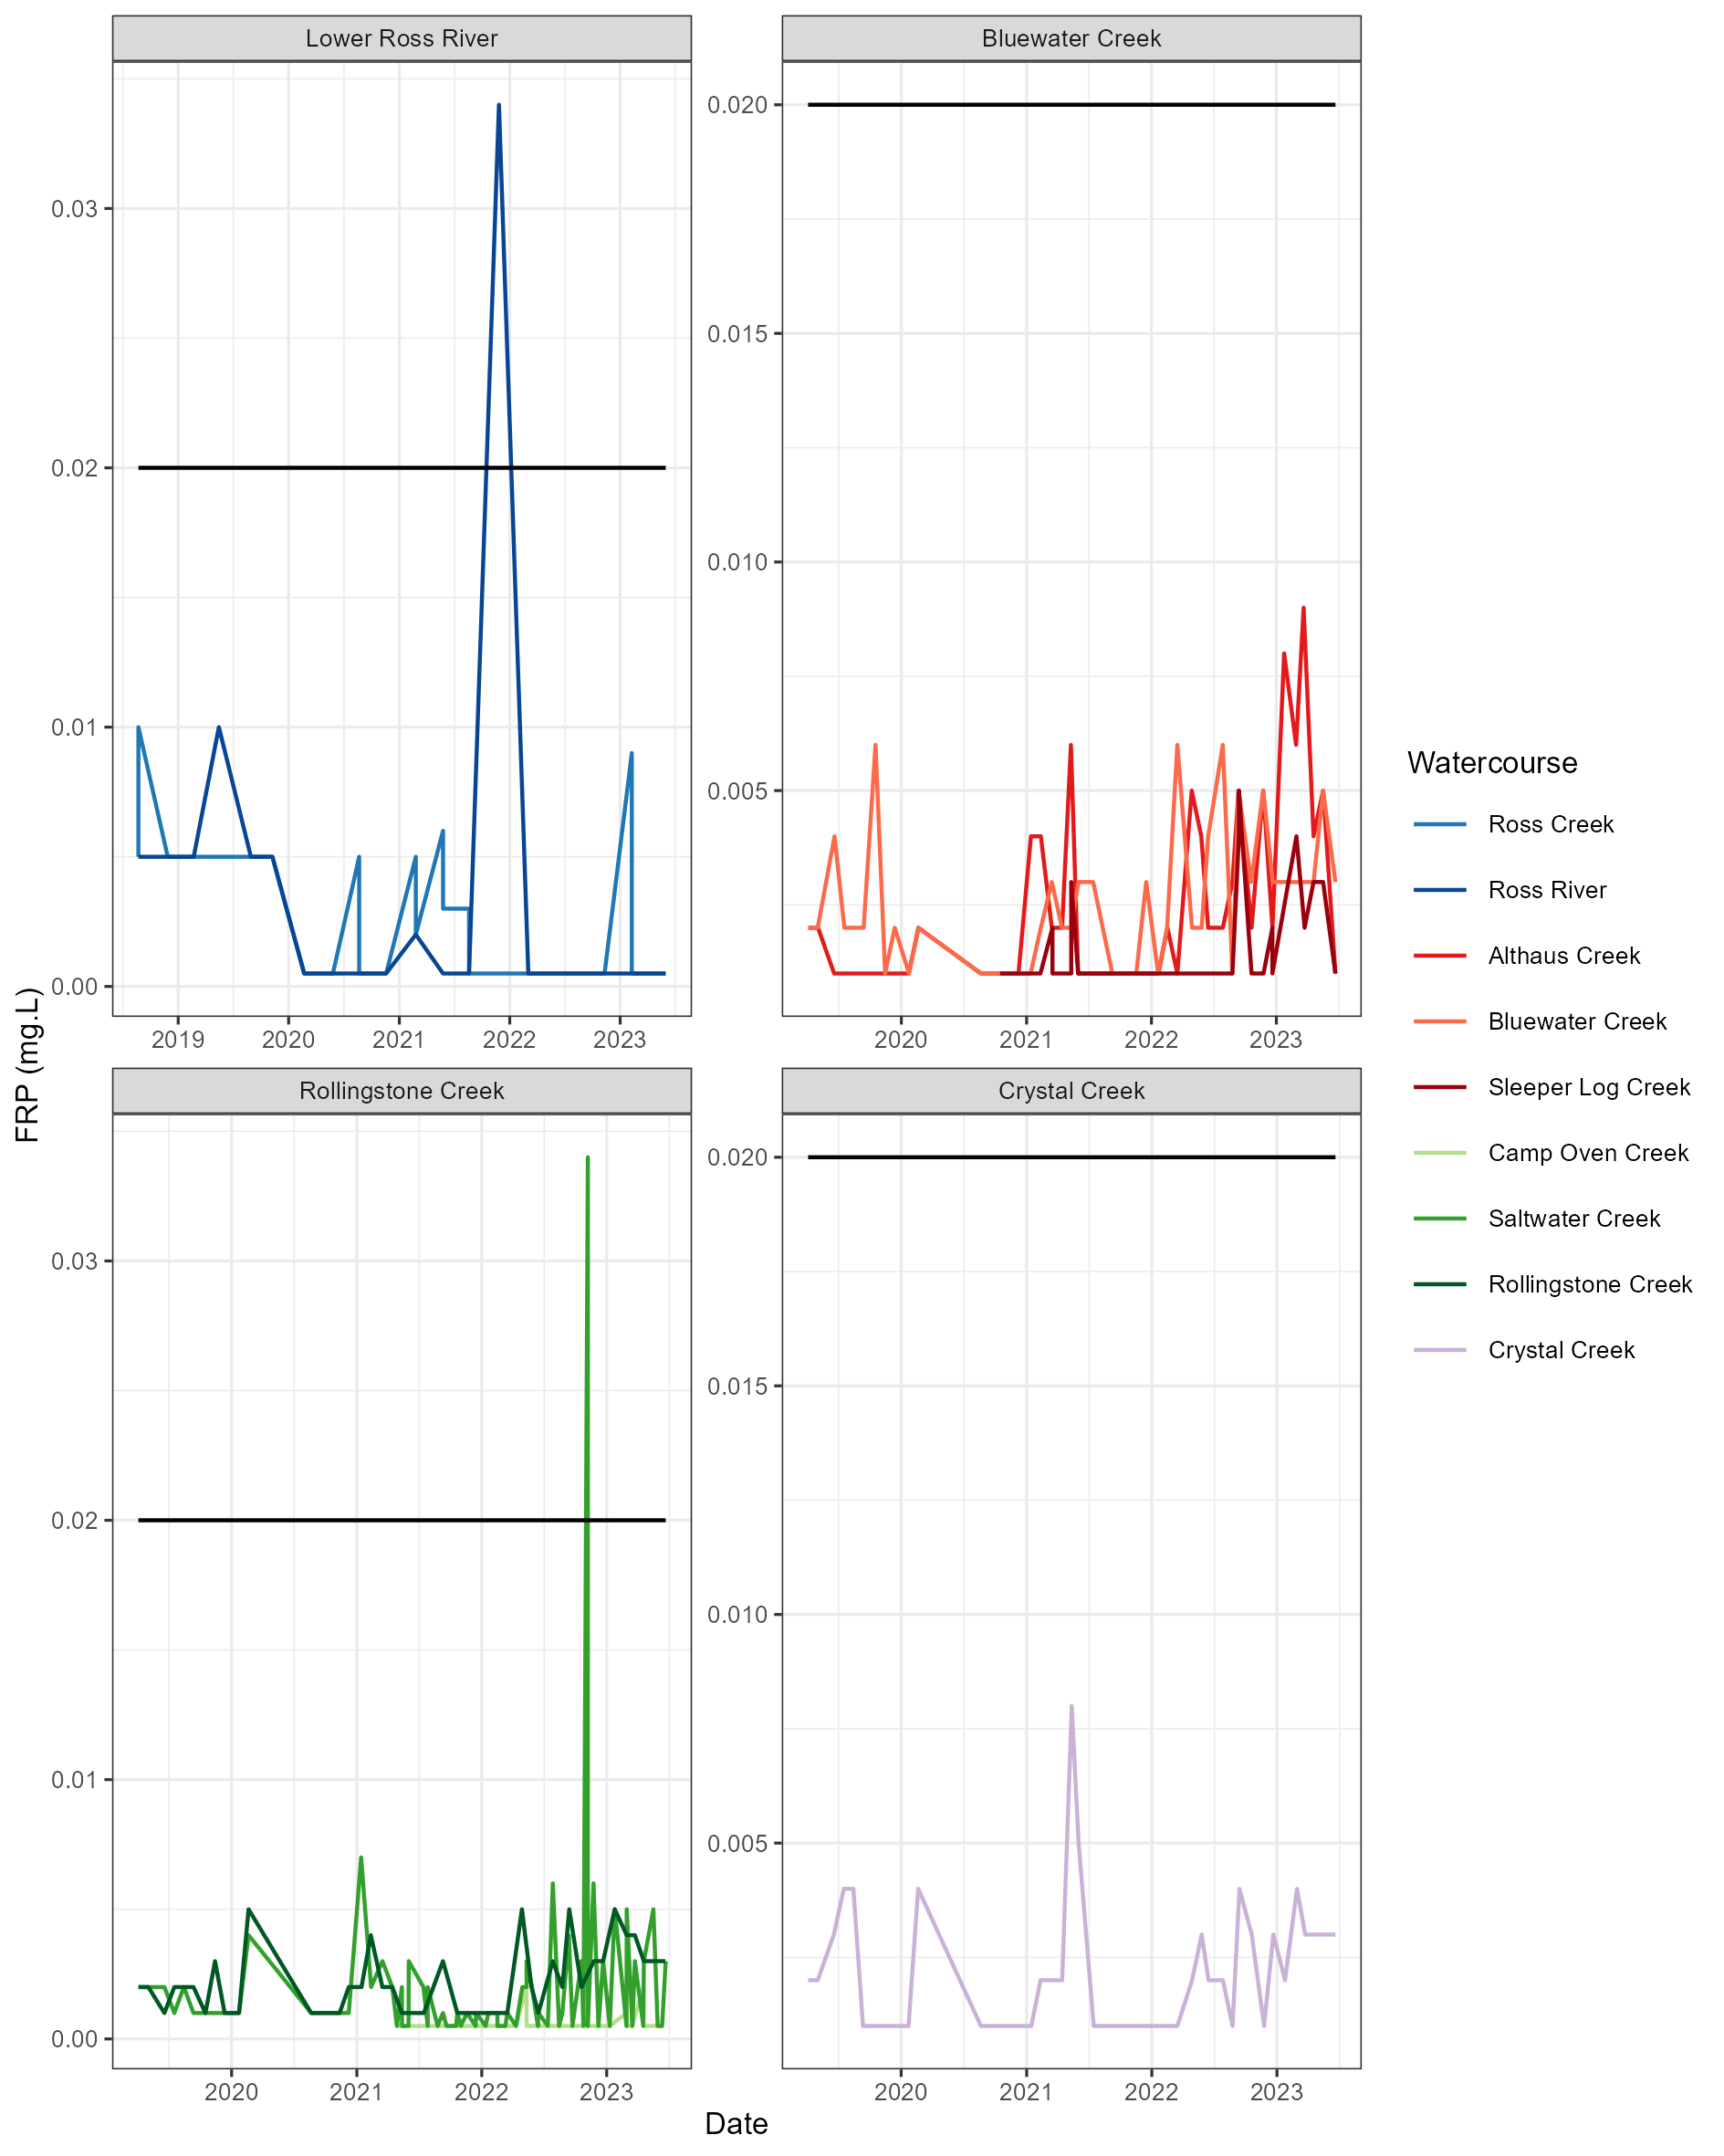 Lower Ross River
Bluewater Creek
0.03
0.02
0.01
0.00
2019 2020 2021 2022 2023
0.020
0.015
0.010
0.005
2020 2021 2022 2023
FRP (mg.L)
Rollingstone Creek
Crystal Creek
0.03
0.02
0.01
0.00
2020 2021 2022 2023
0.020
0.015
0.010
0.005
2020 2021 2022 2023
Date
Watercourse
Ross Creek
Ross River
Althaus Creek
Bluewater Creek
Sleeper Log Creek
Camp Oven Creek
Saltwater Creek
Rollingstone Creek
Crystal Creek